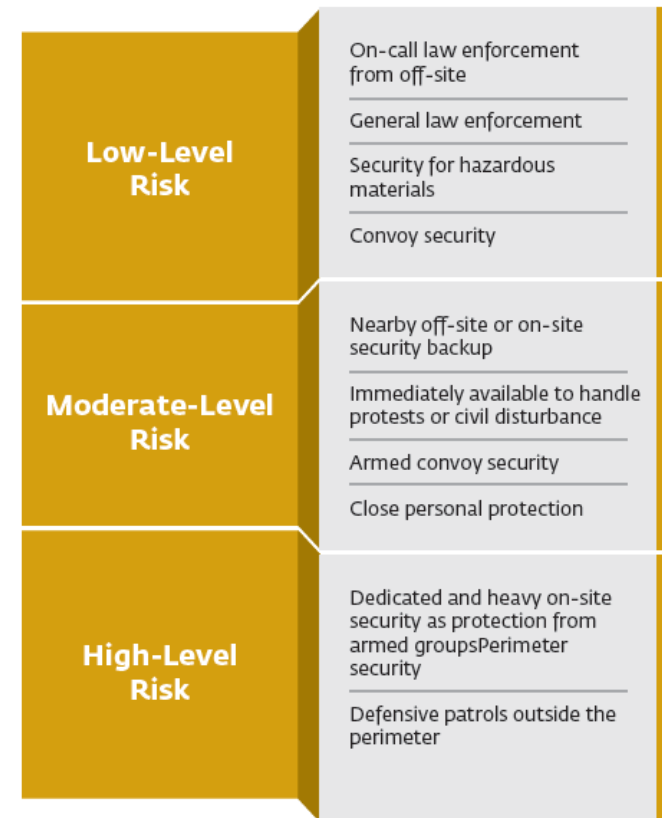 Low-Level
Risk
On-call law enforcement
from off-site
General law enforcement
Security for hazardous
materials
Convoy security
Moderate-Level
Risk
Nearby off-site or on-site
security backup
Immediately available to handle
protests or civil disturbance
Armed convoy security
Close personal protection
High-Level
Risk
Dedicated and heavy on-site
security as protection from
armed groupsPerimeter
security
Defensive patrols outside the
perimeter